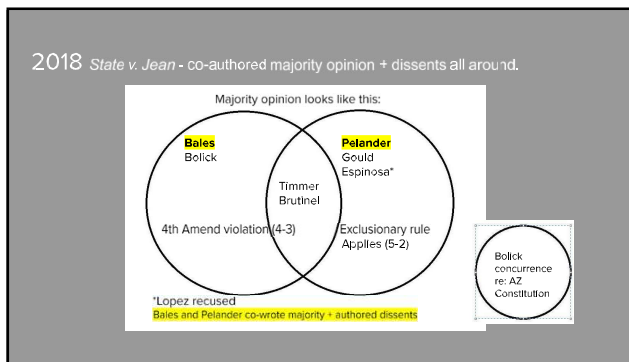 2018 State v. Jean - co-authored majority opinion + dissents all around.
Majority opinion looks like this:
Bales
Bolick
Pelander
Gould
Espinosa*
Timmer
Brutinel
4th Amend violation (4-3)
Exclusionary rule
Applies (5-2)
*Lopez recused
Bales and Pelander co-wrote majority + authored dissents
Bolick
concurrence
re: AZ
Constitution